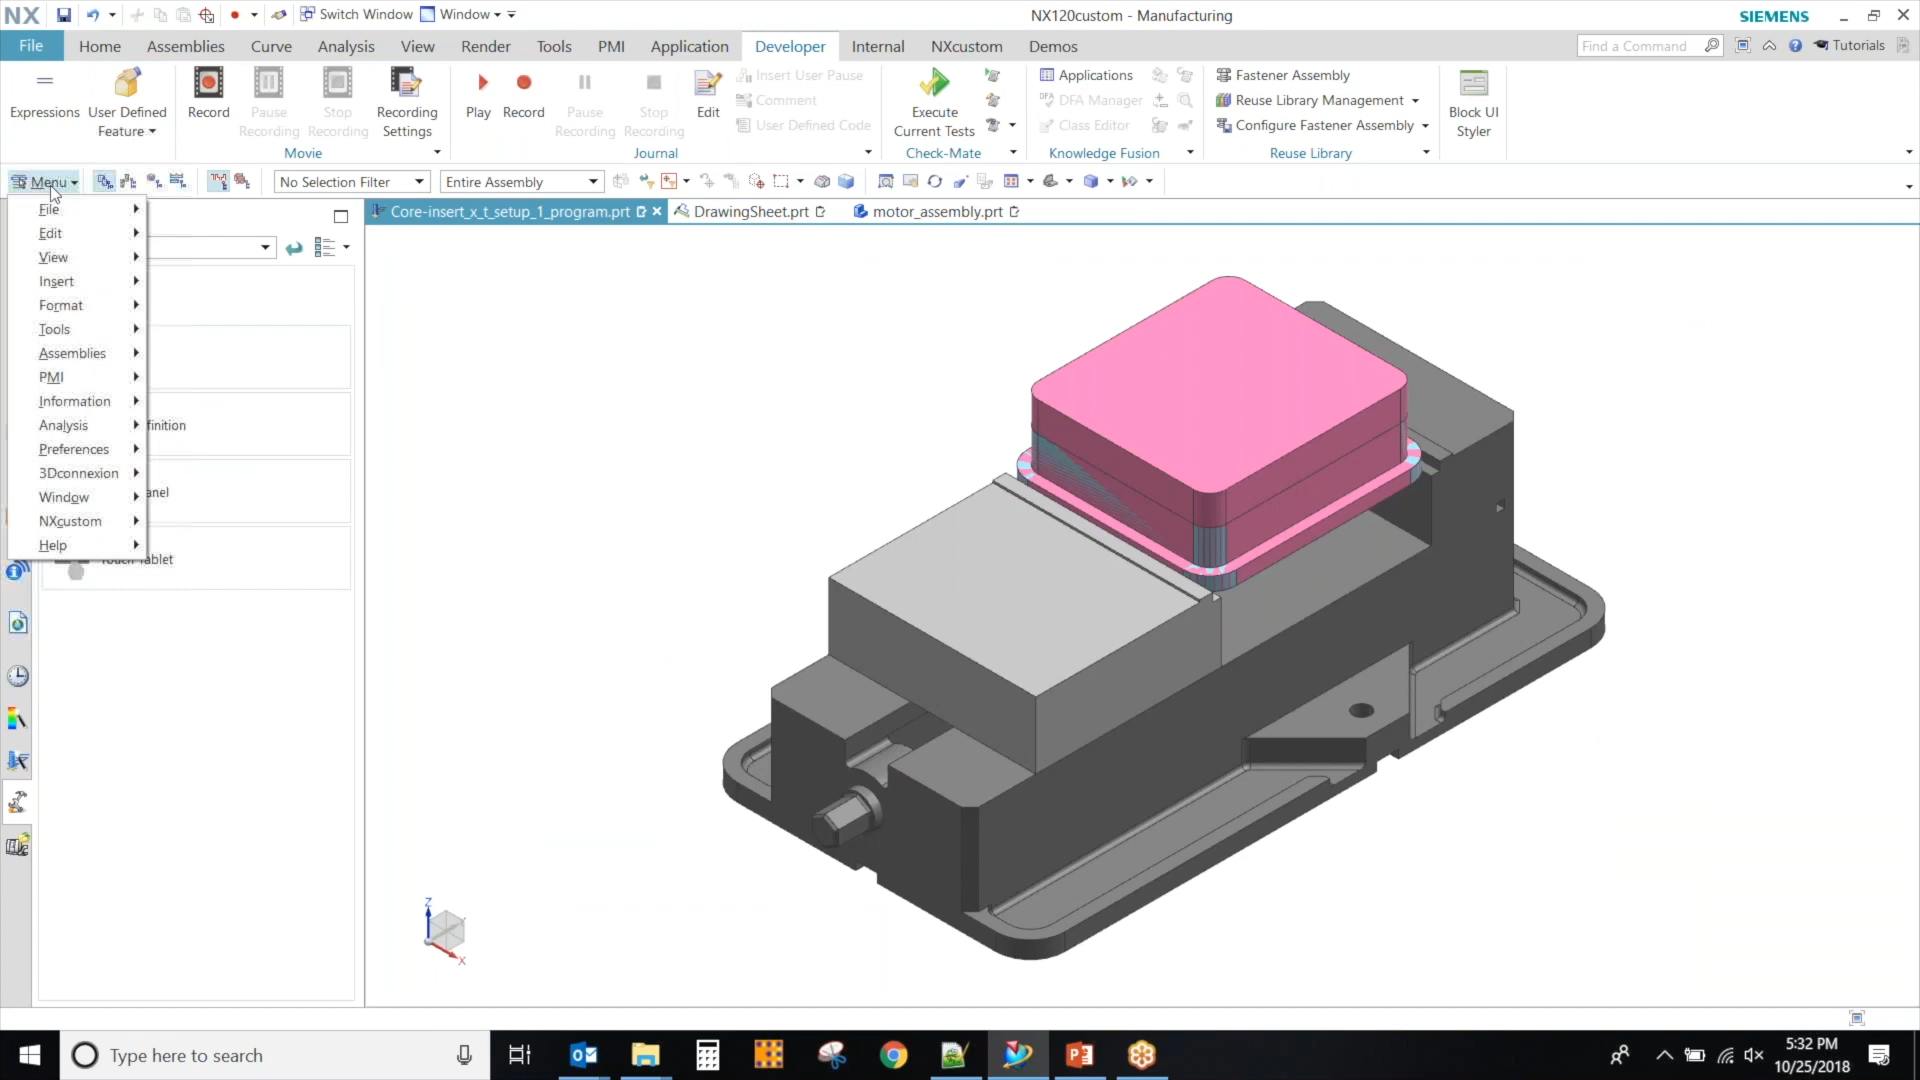 NX
Switch Window
Window
NX120custom - Manufacturing
SIEMENS
File
Home
Assemblies
Curve
Analysis
View
Render
Tools
PMI
Application
Developer
Internal
NXcustom
Demos
Find a Command
Tutorials
Expressions
User Defined
Feature
Record
Pause
Recording
Stop
Recording
Recording
Settings
Movie
Play
Record
Pause
Recording
Stop
Recording
Edit
Insert User Pause
Comment
User Defined Code
Journal
Execute
Current Tests
Check-Mate
Applications
DFA Manager
Class Editor
Knowledge Fusion
Fastener Assembly
Reuse Library Management
Configure Fastener Assembly
Reuse Library
Block UI
Styler
Menu
No Selection Filter
Entire Assembly
Core-insert_x_t_setup_1_program.prt
DrawingSheet.prt
motor_assembly.prt
File
Edit
View
Insert
Format
Tools
Assemblies
PMI
Information
Analysis
Preferences
3Dconnexion
Window
NXcustom
Help
finition
anel
Tablet
Z
X
Type here to search
5:32 PM
10/25/2018